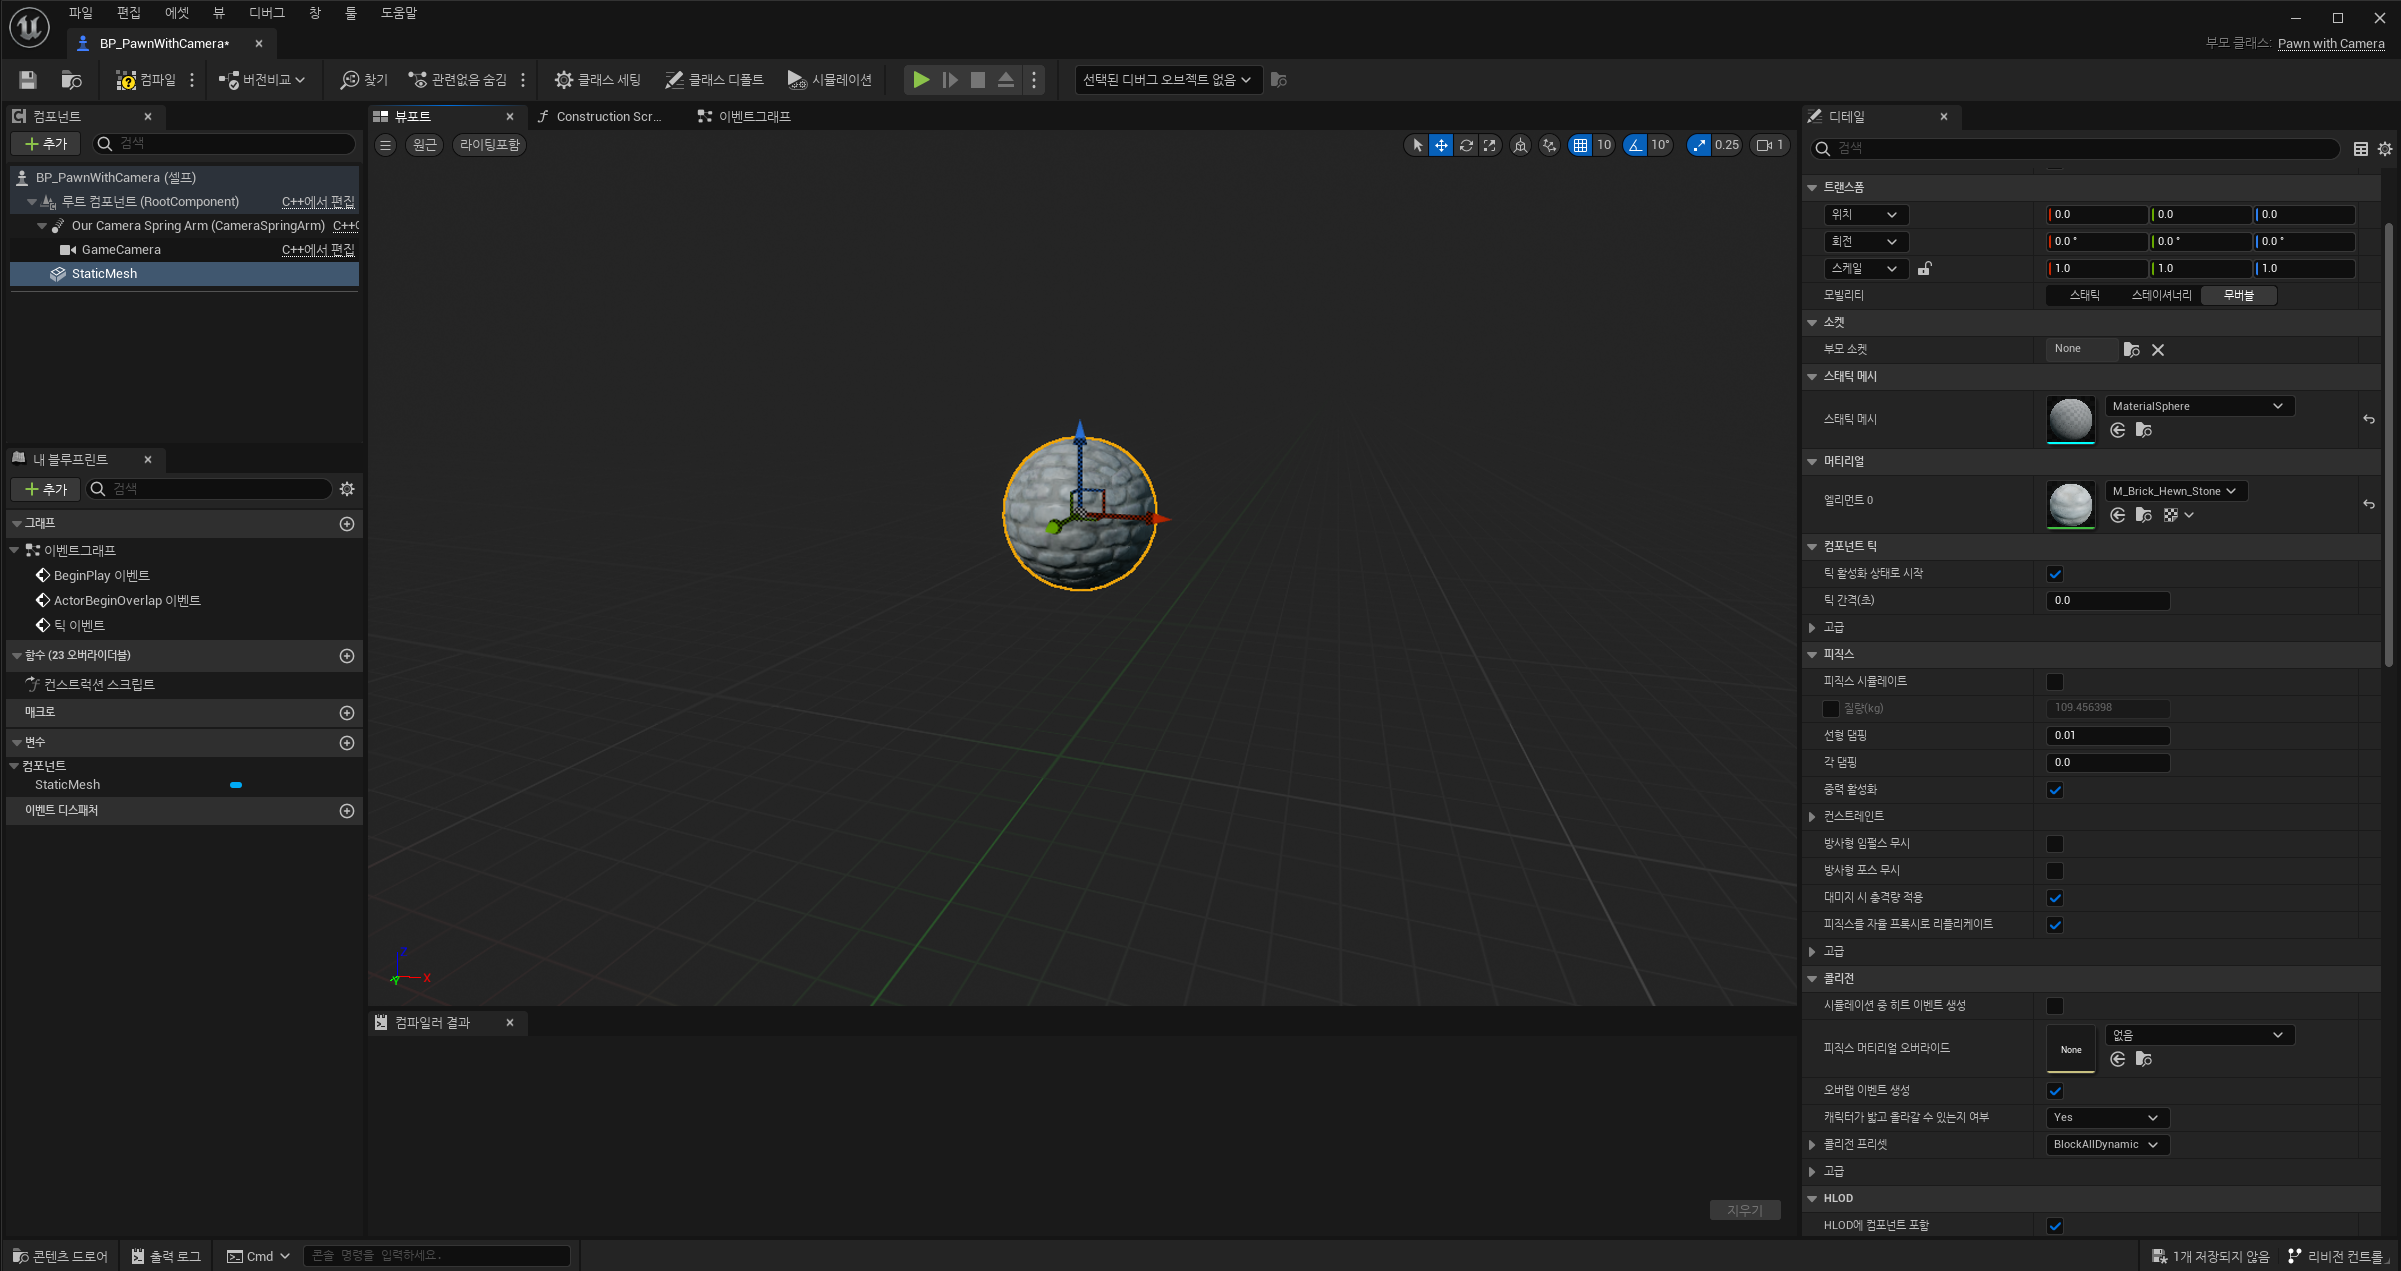 파일 편집 에셋 뷰 디버그 창 툴 도움말
BP_PawnWithCamera*
부모 클래스: Pawn with Camera
컴파일 버전비교 찾기 관련없음 숨김 클래스 세팅 클래스 디폴트 시뮬레이션 선택된 디버그 오브젝트 없음
컴포넌트
추가 검색
BP_PawnWithCamera (셀프)
루트 컴포넌트 (RootComponent) C++에서 편집
Our Camera Spring Arm (CameraSpringArm) C++에
GameCamera C++에서 편집
StaticMesh
내 블루프린트
추가 검색
그래프
이벤트그래프
BeginPlay 이벤트
ActorBeginOverlap 이벤트
틱 이벤트
함수 (23 오버라이더블)
컨스트럭션 스크립트
매크로
변수
컴포넌트
StaticMesh
이벤트 디스패처
뷰포트 Construction Scr... 이벤트그래프
원근 라이팅포함 10 10° 0.25 1
Z
X
Y
컴파일러 결과
지우기
디테일
검색
트랜스폼
위치 0.0 0.0 0.0
회전 0.0 ° 0.0 ° 0.0 °
스케일 1.0 1.0 1.0
모빌리티 스태틱 스테이셔너리 무버블
소켓
부모 소켓 None
스태틱 메시
스태틱 메시 MaterialSphere
머티리얼
엘리먼트 0 M_Brick_Hewn_Stone
컴포넌트 틱
틱 활성화 상태로 시작
틱 간격(초) 0.0
고급
피직스
피직스 시뮬레이트
질량(kg) 109.456398
선형 댐핑 0.01
각 댐핑 0.0
중력 활성화
컨스트레인트
방사형 임펄스 무시
방사형 포스 무시
대미지 시 충격량 적용
피직스를 자율 프록시로 리플리케이트
고급
콜리전
시뮬레이션 중 히트 이벤트 생성
피직스 머티리얼 오버라이드 None 없음
오버랩 이벤트 생성
캐릭터가 밟고 올라갈 수 있는지 여부 Yes
콜리전 프리셋 BlockAllDynamic
고급
HLOD
HLOD에 컴포넌트 포함
콘텐츠 드로어 출력 로그 Cmd 콘솔 명령을 입력하세요. 1개 저장되지 않음 리비전 컨트롤